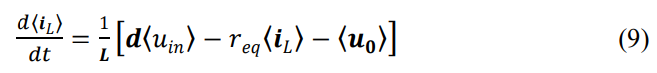 d⟨i_L⟩/dt = 1/L [d⟨u_in⟩ − r_eq⟨i_L⟩ − ⟨u_0⟩] (9)